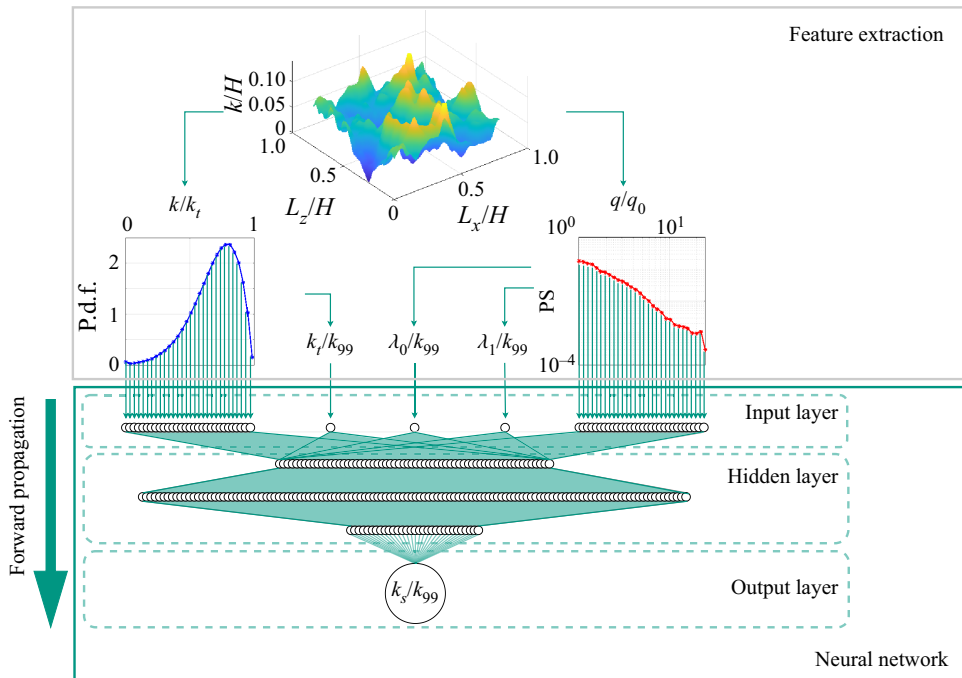 Feature extraction
k/H
0.10
0.05
0
1.0
0.5
0
0.5
1.0
L_z/H
L_x/H
k/k_t
0
1
P.d.f.
2
1
0
k_t/k_99
λ_0/k_99
λ_1/k_99
q/q_0
10^0
10^1
PS
10^−4
Forward propagation
Input layer
Hidden layer
k_s/k_99
Output layer
Neural network